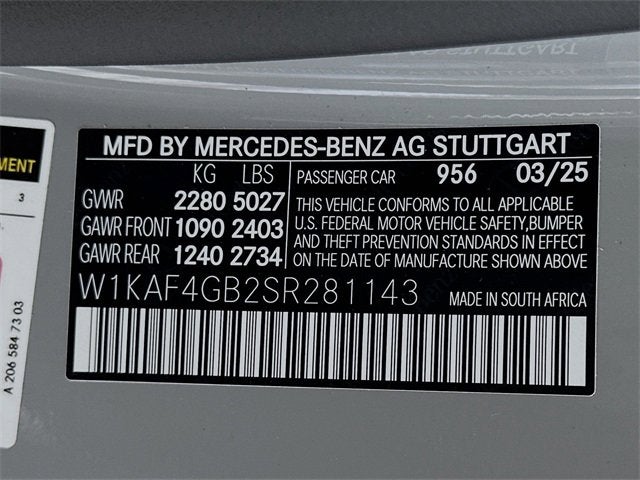 AG STUTTGART
MENT
3
A 206 584 73 03
MFD BY MERCEDES-BENZ AG STUTTGART
KG LBS
GWWR 2280 5027
GAWR FRONT 1090 2403
GAWR REAR 1240 2734
PASSENGER CAR 956 03/25
THIS VEHICLE CONFORMS TO ALL APPLICABLE
U.S. FEDERAL MOTOR VEHICLE SAFETY,BUMPER
AND THEFT PREVENTION STANDARDS IN EFFECT
ON THE DATE OF MANUFACTURE SHOWN ABOVE
W1KAF4GB2SR281143 MADE IN SOUTH AFRICA